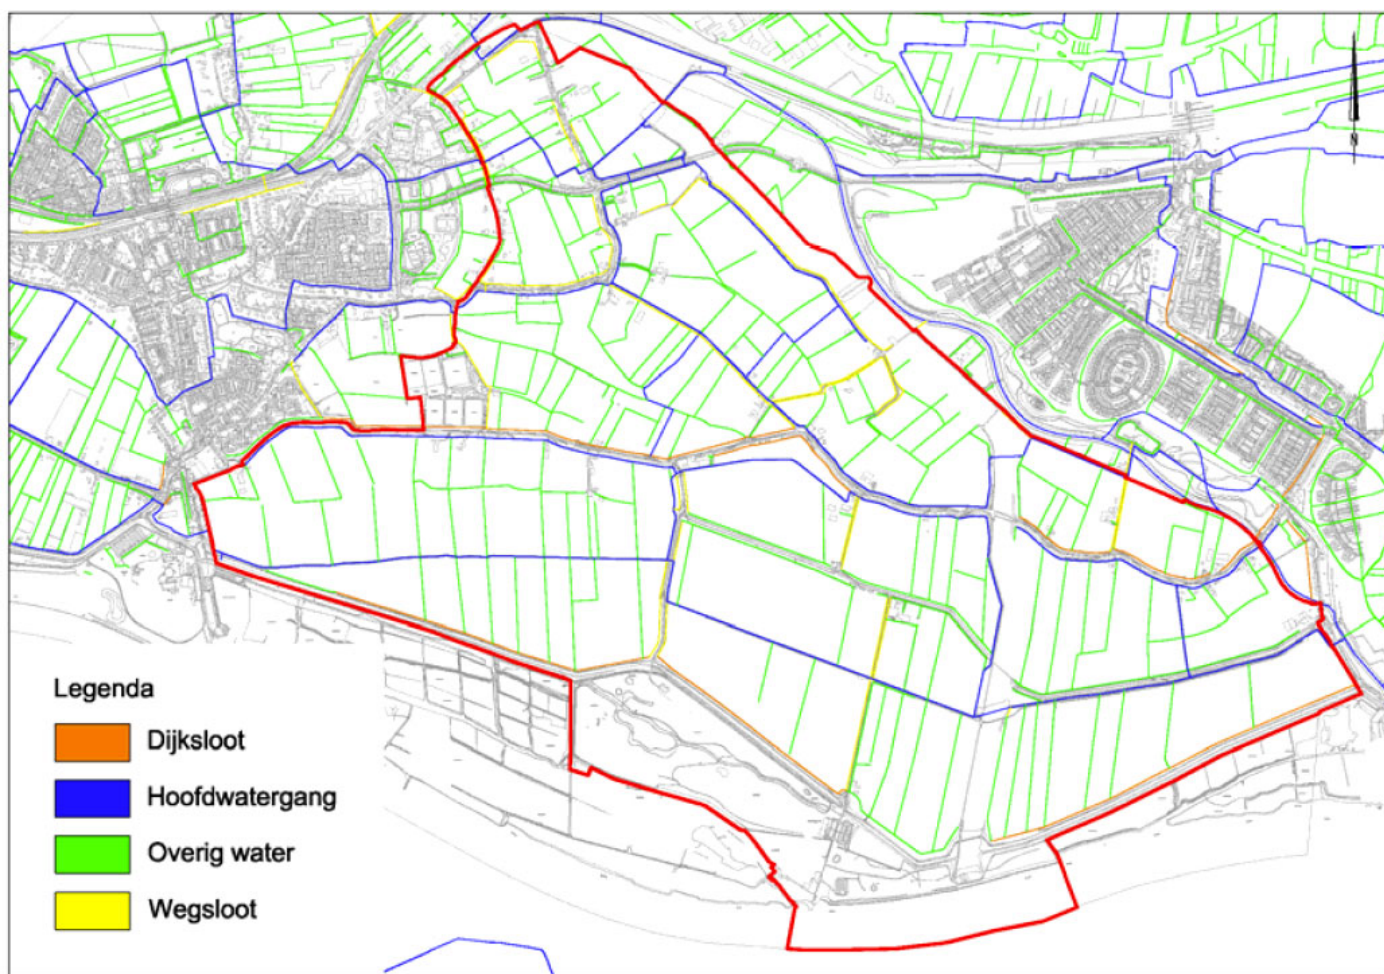 N
Legenda
Dijksloot
Hoofdwatergang
Overig water
Wegsloot